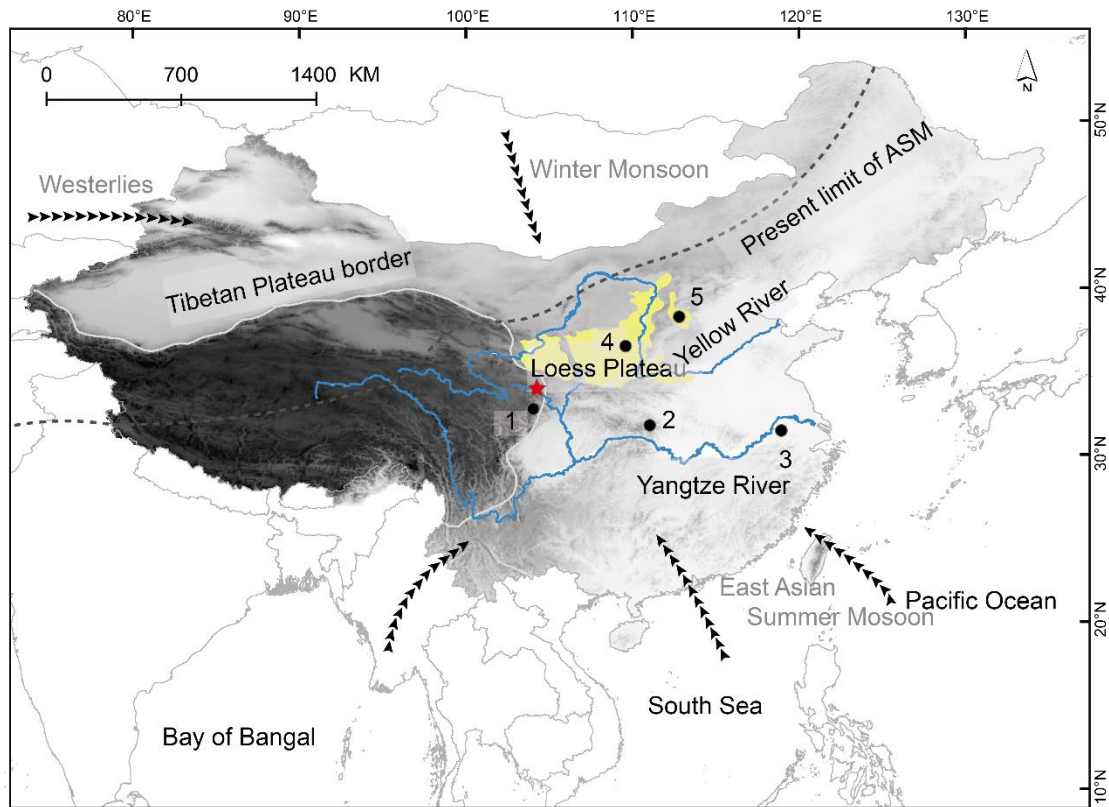 80°E 90°E 100°E 110°E 120°E 130°E
0 700 1400 KM
N
50°N
Westerlies
Winter Monsoon
Present limit of ASM
Tibetan Plateau border
40°N
5
4
Yellow River
Loess Plateau
1
2
3
30°N
Yangtze River
East Asian
Summer Mosoon
Pacific Ocean
20°N
South Sea
Bay of Bangal
10°N